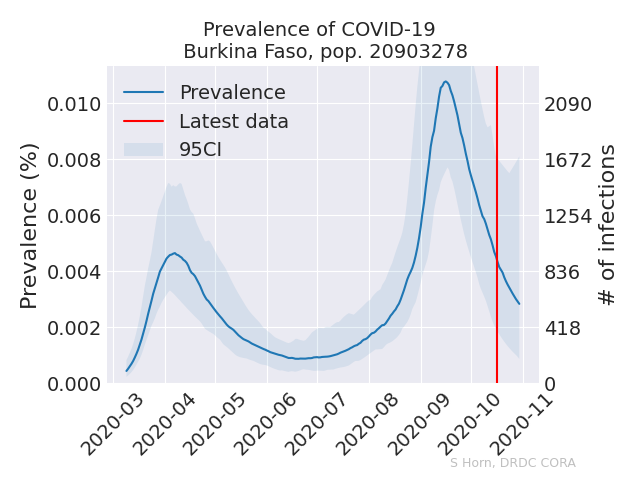 Prevalence of COVID-19
Burkina Faso, pop. 20903278
Prevalence
Latest data
95CI
Prevalence (%)
0.010
0.008
0.006
0.004
0.002
0.000
2090
1672
1254
836
418
0
# of infections
2020-03
2020-04
2020-05
2020-06
2020-07
2020-08
2020-09
2020-10
2020-11
S Horn, DRDC CORA